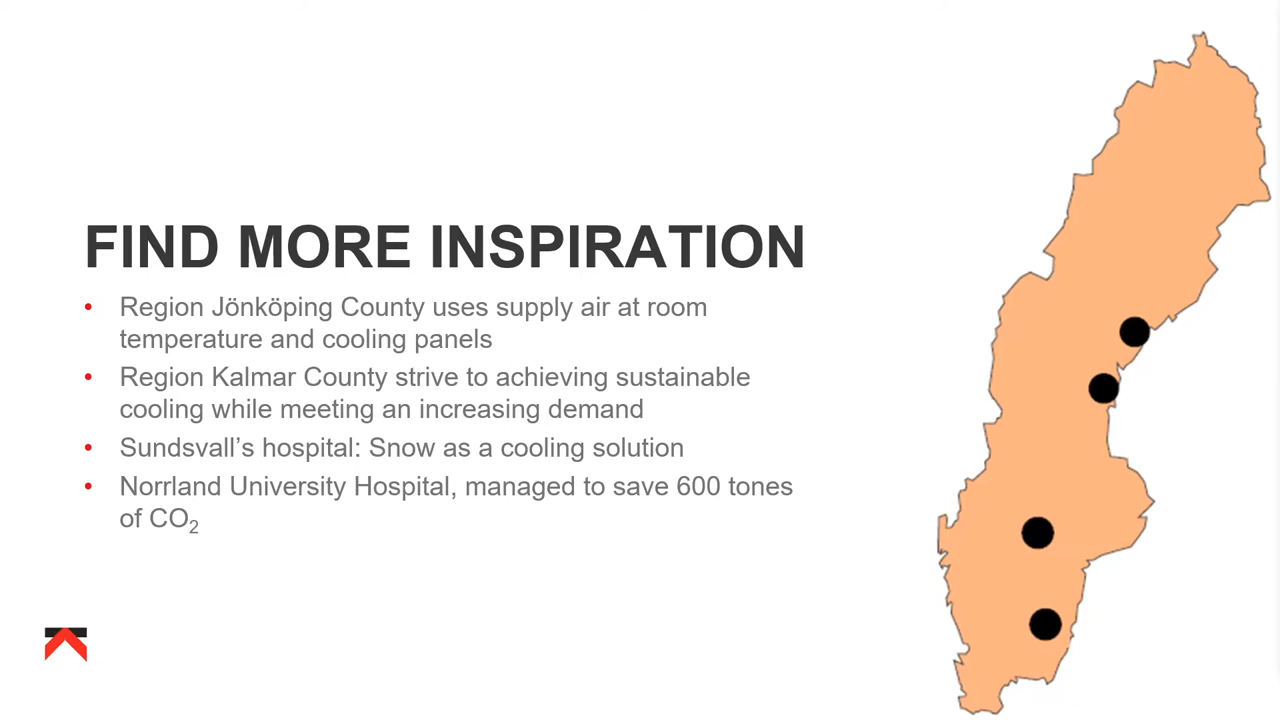 FIND MORE INSPIRATION
• Region Jönköping County uses supply air at room
temperature and cooling panels
• Region Kalmar County strive to achieving sustainable
cooling while meeting an increasing demand
• Sundsvall’s hospital: Snow as a cooling solution
• Norrland University Hospital, managed to save 600 tones
of CO₂